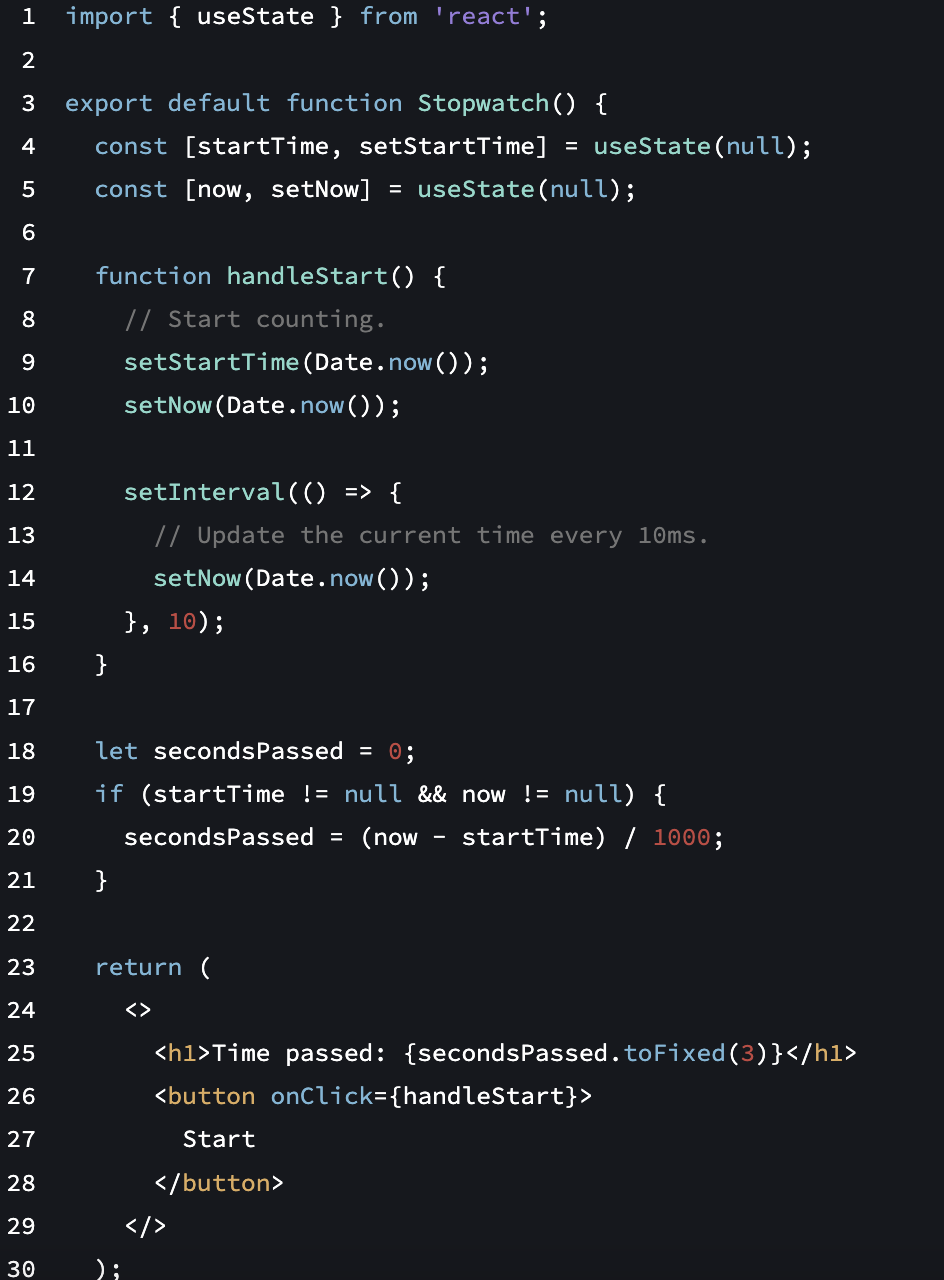 1 import { useState } from 'react';
2
3 export default function Stopwatch() {
4   const [startTime, setStartTime] = useState(null);
5   const [now, setNow] = useState(null);
6
7   function handleStart() {
8     // Start counting.
9     setStartTime(Date.now());
10     setNow(Date.now());
11
12     setInterval(() => {
13       // Update the current time every 10ms.
14       setNow(Date.now());
15     }, 10);
16   }
17
18   let secondsPassed = 0;
19   if (startTime != null && now != null) {
20     secondsPassed = (now - startTime) / 1000;
21   }
22
23   return (
24     <>
25       <h1>Time passed: {secondsPassed.toFixed(3)}</h1>
26       <button onClick={handleStart}>
27         Start
28       </button>
29     </>
30   );